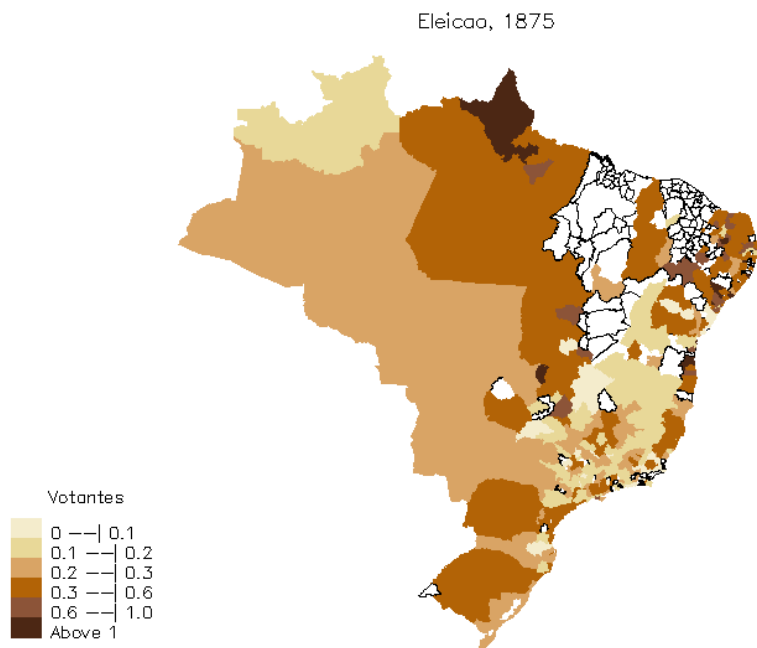 Eleicao, 1875
Votantes
0 ——| 0.1
0.1 ——| 0.2
0.2 ——| 0.3
0.3 ——| 0.6
0.6 ——| 1.0
Above 1